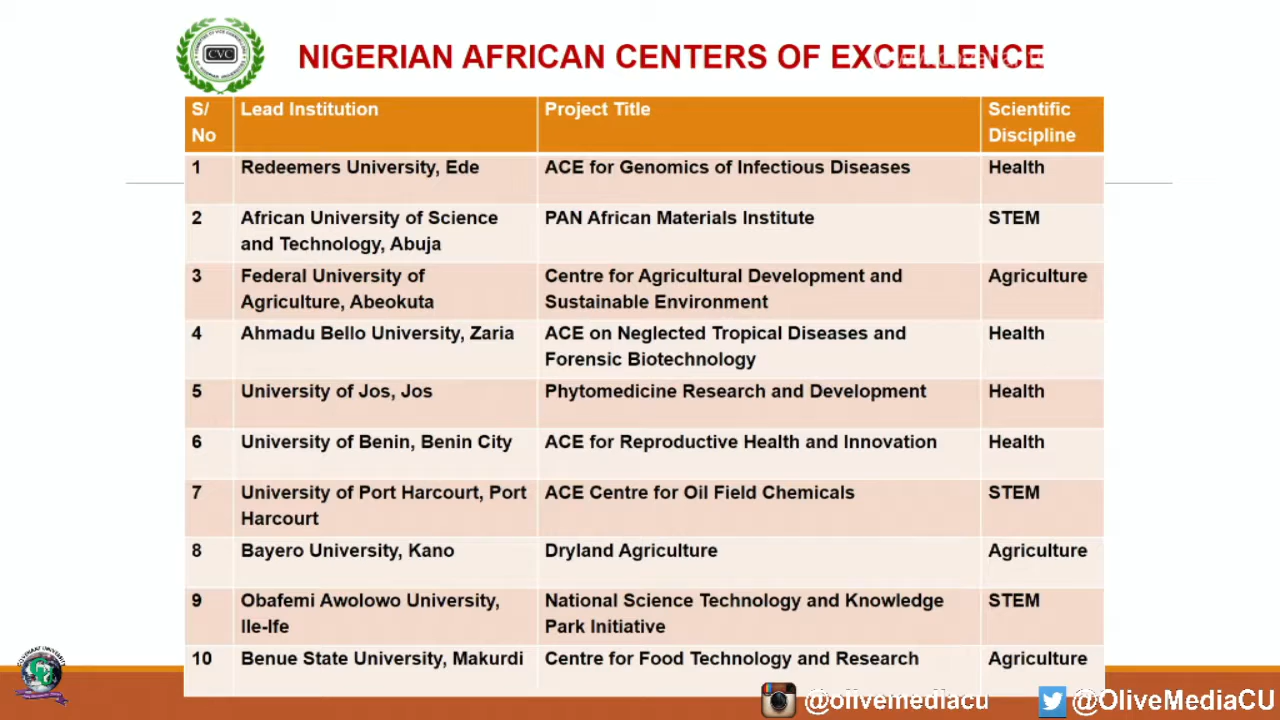 CVC
NIGERIAN AFRICAN CENTERS OF EXCELLENCE
S/ Lead Institution Project Title Scientific
No Discipline
1 Redeemers University, Ede ACE for Genomics of Infectious Diseases Health
2 African University of Science PAN African Materials Institute STEM
and Technology, Abuja
3 Federal University of Centre for Agricultural Development and Agriculture
Agriculture, Abeokuta Sustainable Environment
4 Ahmadu Bello University, Zaria ACE on Neglected Tropical Diseases and Health
Forensic Biotechnology
5 University of Jos, Jos Phytomedicine Research and Development Health
6 University of Benin, Benin City ACE for Reproductive Health and Innovation Health
7 University of Port Harcourt, Port ACE Centre for Oil Field Chemicals STEM
Harcourt
8 Bayero University, Kano Dryland Agriculture Agriculture
9 Obafemi Awolowo University, National Science Technology and Knowledge STEM
Ile-Ife Park Initiative
10 Benue State University, Makurdi Centre for Food Technology and Research Agriculture
COVENANT UNIVERSITY
@olivemediacu @OliveMediaCU